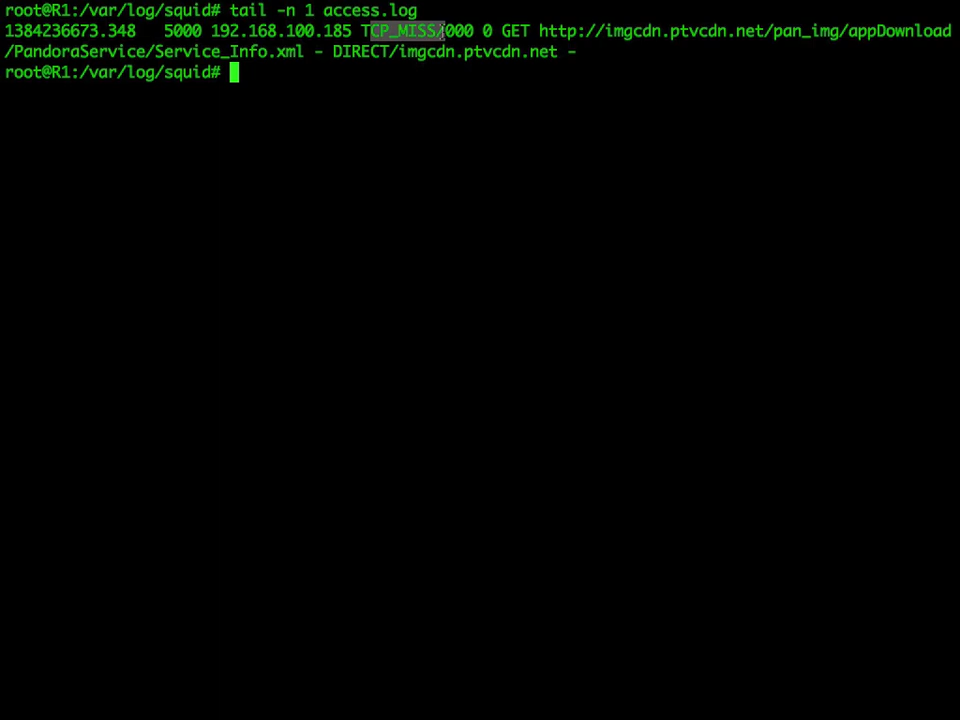 root@R1:/var/log/squid# tail -n 1 access.log
1384236673.348   5000 192.168.100.185 TCP_MISS/000 0 GET http://imgcdn.ptvcdn.net/pan_img/appDownload
/PandoraService/Service_Info.xml - DIRECT/imgcdn.ptvcdn.net -
root@R1:/var/log/squid#